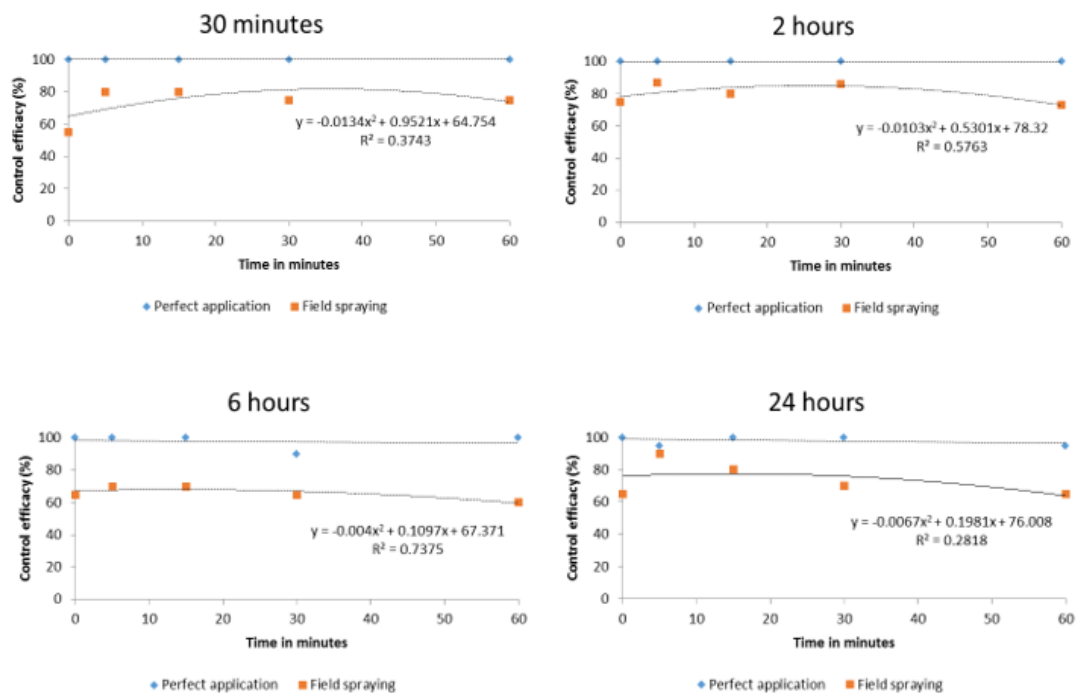 30 minutes
Control efficacy (%)
100
80
60
40
20
0
y = -0.0134x² + 0.9521x + 64.754
R² = 0.3743
0 10 20 30 40 50 60
Time in minutes
Perfect application Field spraying
2 hours
Control efficacy (%)
100
80
60
40
20
0
y = -0.0103x² + 0.5301x + 78.32
R² = 0.5763
0 10 20 30 40 50 60
Time in minutes
Perfect application Field spraying
6 hours
Control efficacy (%)
100
80
60
40
20
0
y = -0.004x² + 0.1097x + 67.371
R² = 0.7375
0 10 20 30 40 50 60
Time in minutes
Perfect application Field spraying
24 hours
Control efficacy (%)
100
80
60
40
20
0
y = -0.0067x² + 0.1981x + 76.008
R² = 0.2818
0 10 20 30 40 50 60
Time in minutes
Perfect application Field spraying